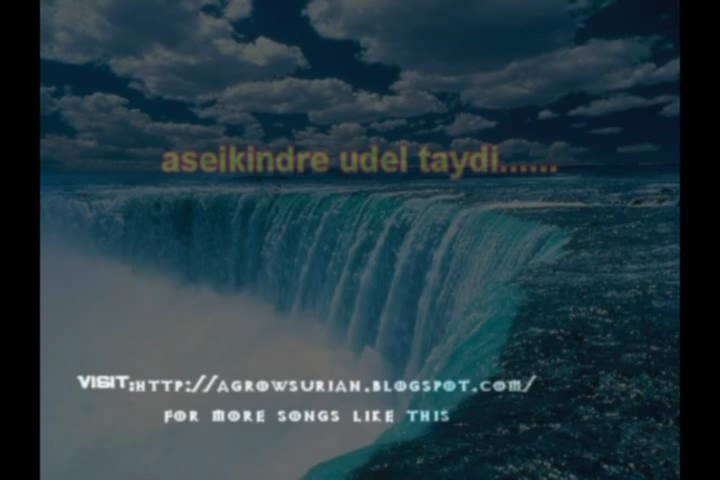 aseikindre udel taydi......
VISIT:HTTP://AGROWSURIAN.BLOGSPOT.COM/
FOR MORE SONGS LIKE THIS